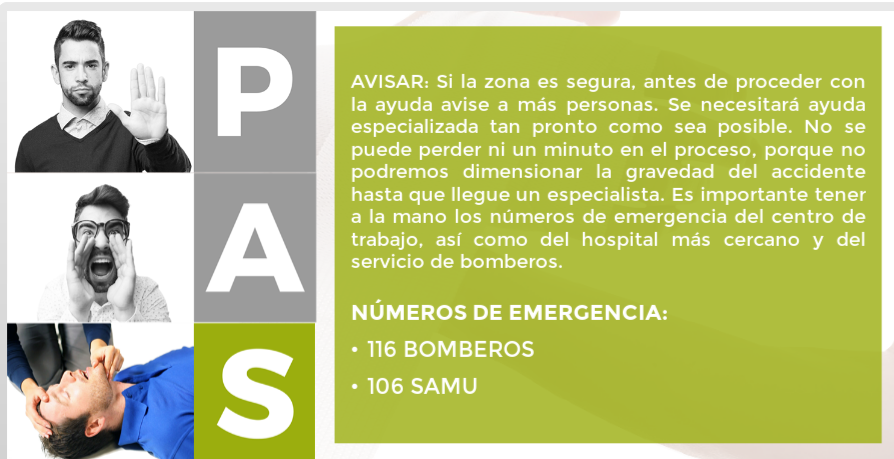 P
A
S
AVISAR: Si la zona es segura, antes de proceder con
la ayuda avise a más personas. Se necesitará ayuda
especializada tan pronto como sea posible. No se
puede perder ni un minuto en el proceso, porque no
podremos dimensionar la gravedad del accidente
hasta que llegue un especialista. Es importante tener
a la mano los números de emergencia del centro de
trabajo, así como del hospital más cercano y del
servicio de bomberos.
NÚMEROS DE EMERGENCIA:
• 116 BOMBEROS
• 106 SAMU